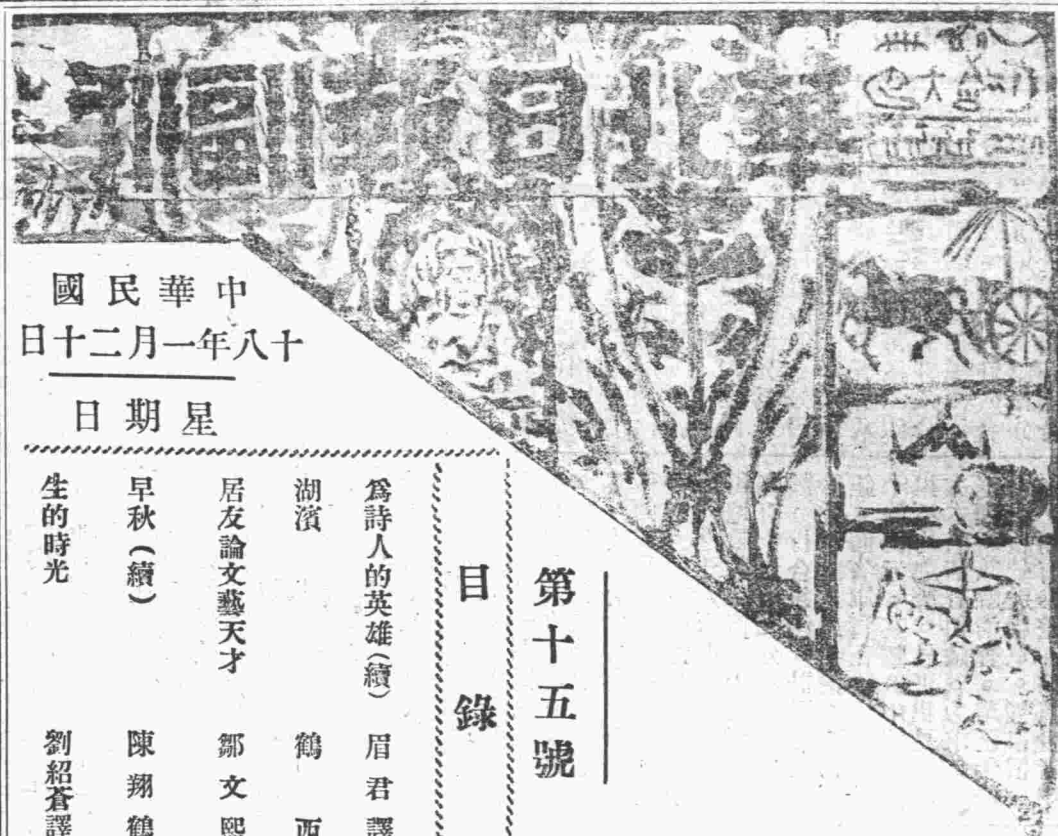 第十五號
中華民國
十八年一月二十日
星期日
目錄
爲詩人的英雄(續) 眉君譯
湖濱 鶴西
居友論文藝天才 鄒文熙
早秋(續) 陳翔鶴
生的時光 劉紹蒼譯